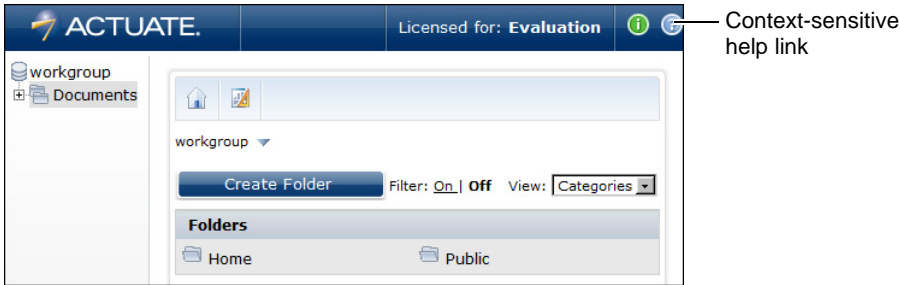 ACTUATE.
Licensed for: Evaluation
Context-sensitive
help link
workgroup
Documents
workgroup
Create Folder
Filter: On | Off View: Categories
Folders
Home
Public